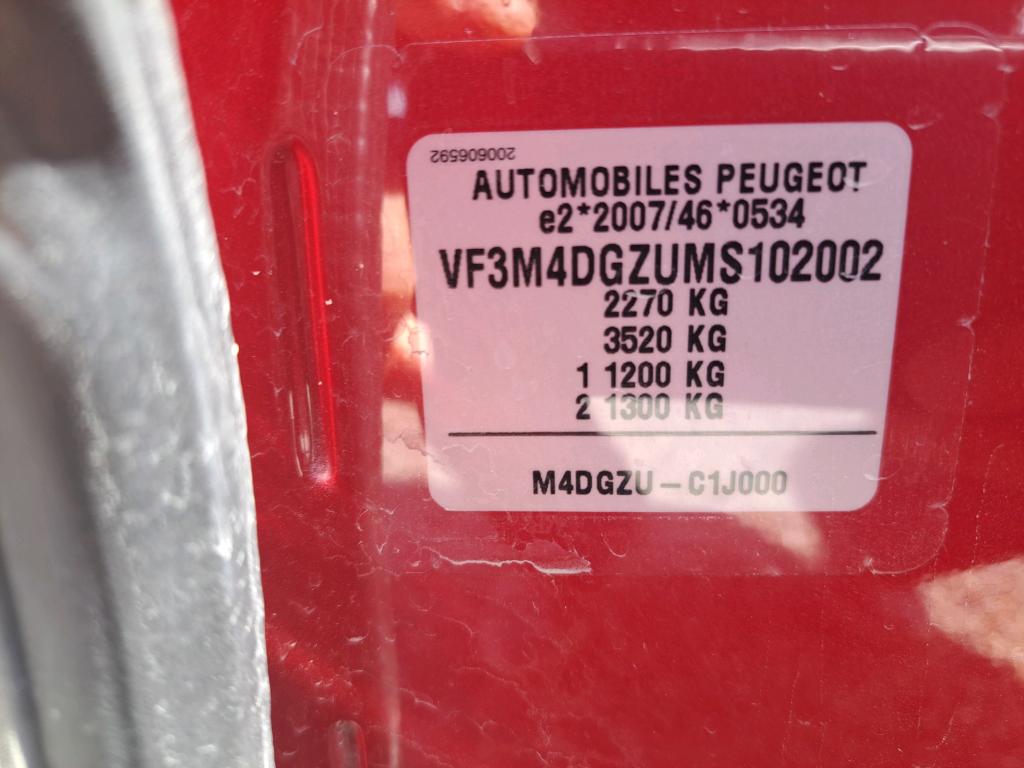 200606592
AUTOMOBILES PEUGEOT
e2*2007/46*0534
VF3M4DGZUMS102002
2270 KG
3520 KG
1 1200 KG
2 1300 KG
M4DGZU – C1J000